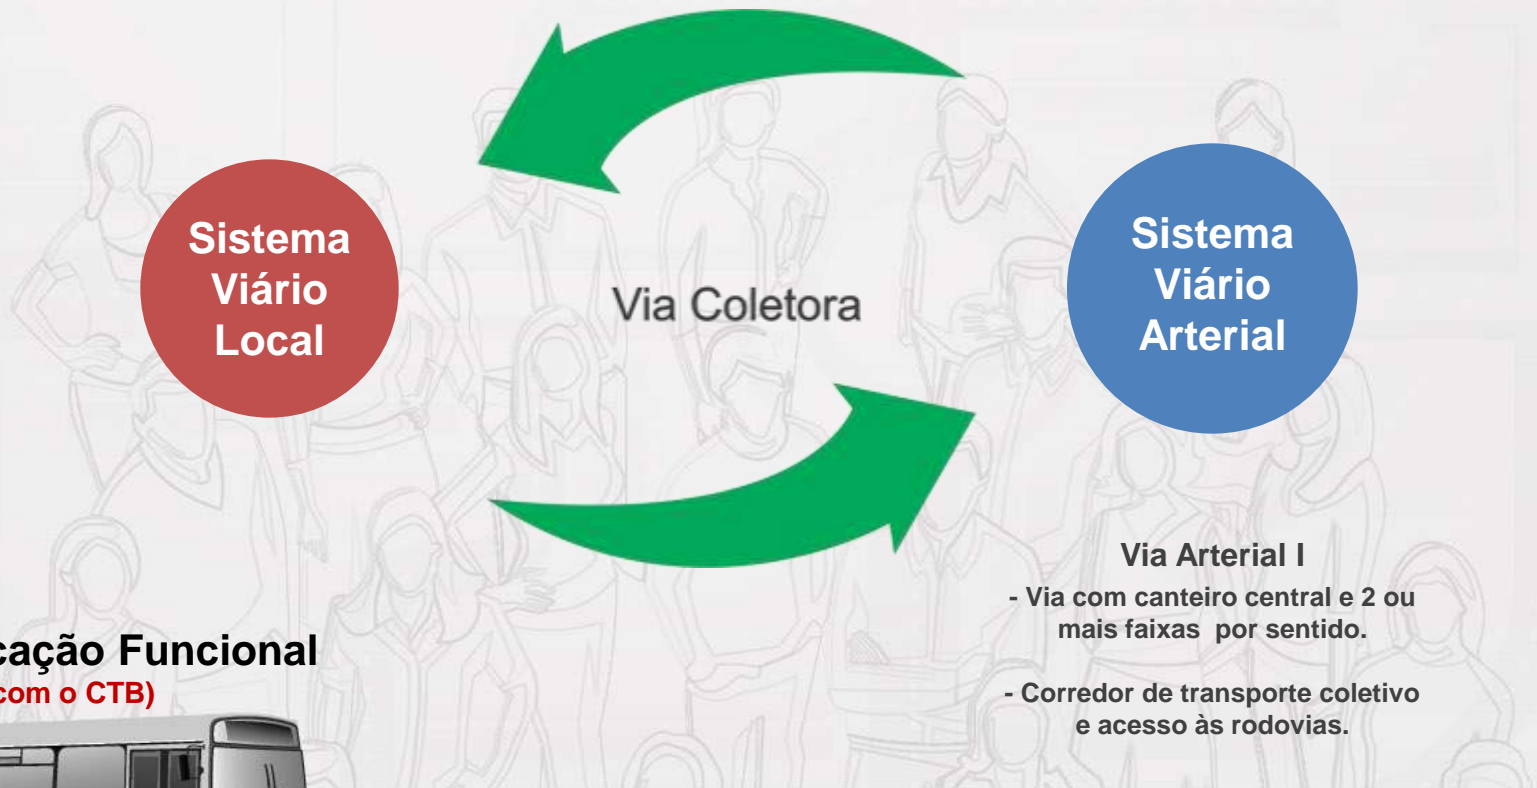 Sistema
Viário
Local
Via Coletora
Sistema
Viário
Arterial
Via Arterial I
- Via com canteiro central e 2 ou
mais faixas por sentido.
- Corredor de transporte coletivo
e acesso às rodovias.
cação Funcional
com o CTB)